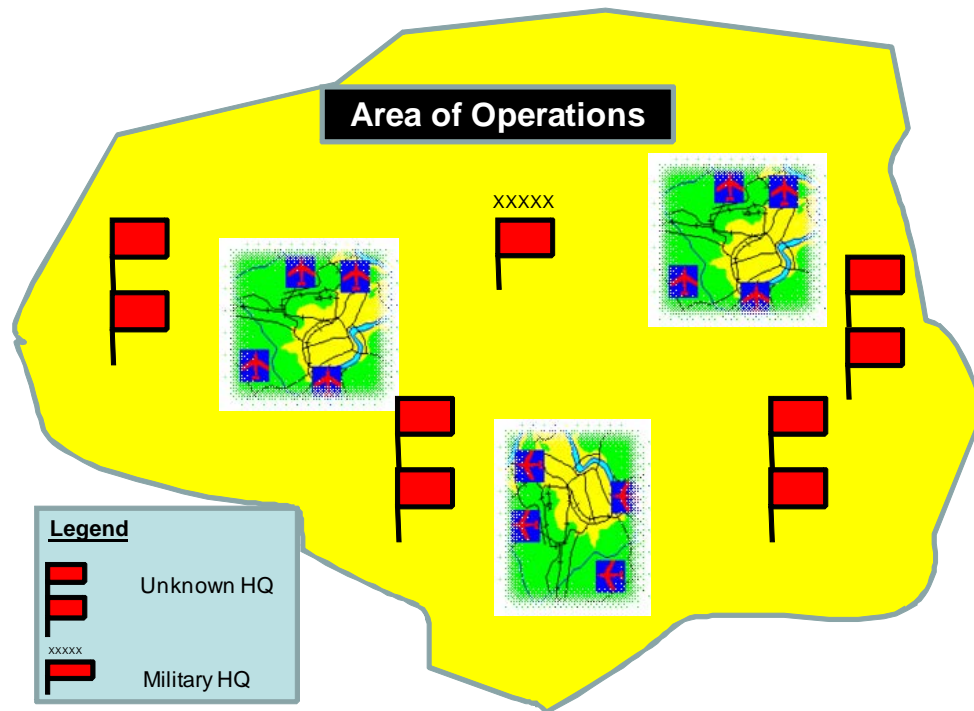 Area of Operations
XXXXX
Legend
Unknown HQ
XXXXX
Military HQ